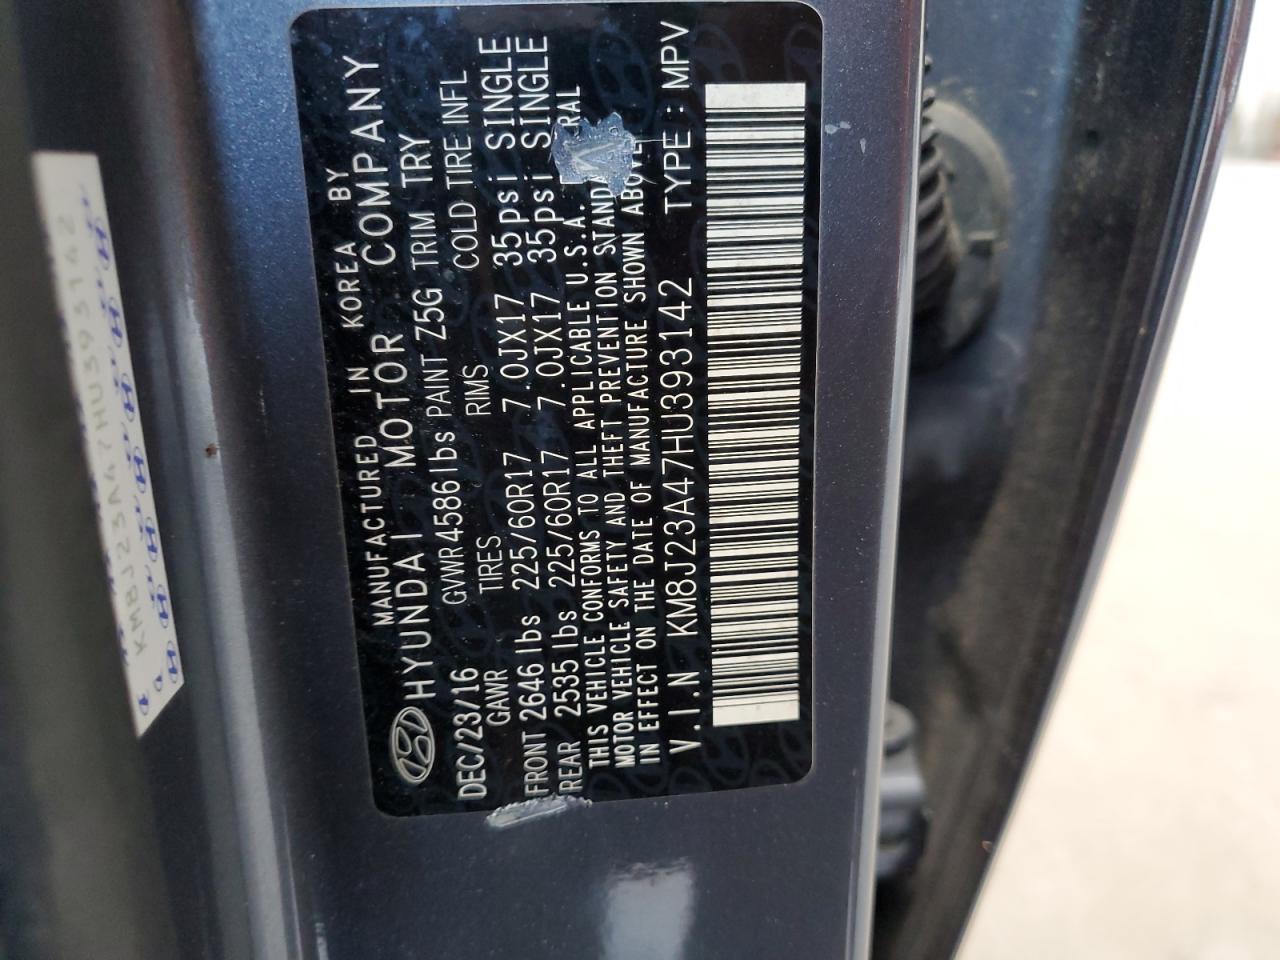 MANUFACTURED IN KOREA BY
HYUNDAI MOTOR COMPANY
DEC/23/16 GVWR 4586 lbs PAINT Z5G TRIM TRY
GAWR TIRES RIMS COLD TIRE INFL
FRONT 2646 lbs 225/60R17 7.0JX17 35psi SINGLE
REAR 2535 lbs 225/60R17 7.0JX17 35psi SINGLE
THIS VEHICLE CONFORMS TO ALL APPLICABLE U.S.A.
MOTOR VEHICLE SAFETY AND THEFT PREVENTION
IN EFFECT ON THE DATE OF MANUFACTURE SHOWN ABOVE
V.I.N KM8J23A47HU393142 TYPE : MPV
KM8J23A47HU393142